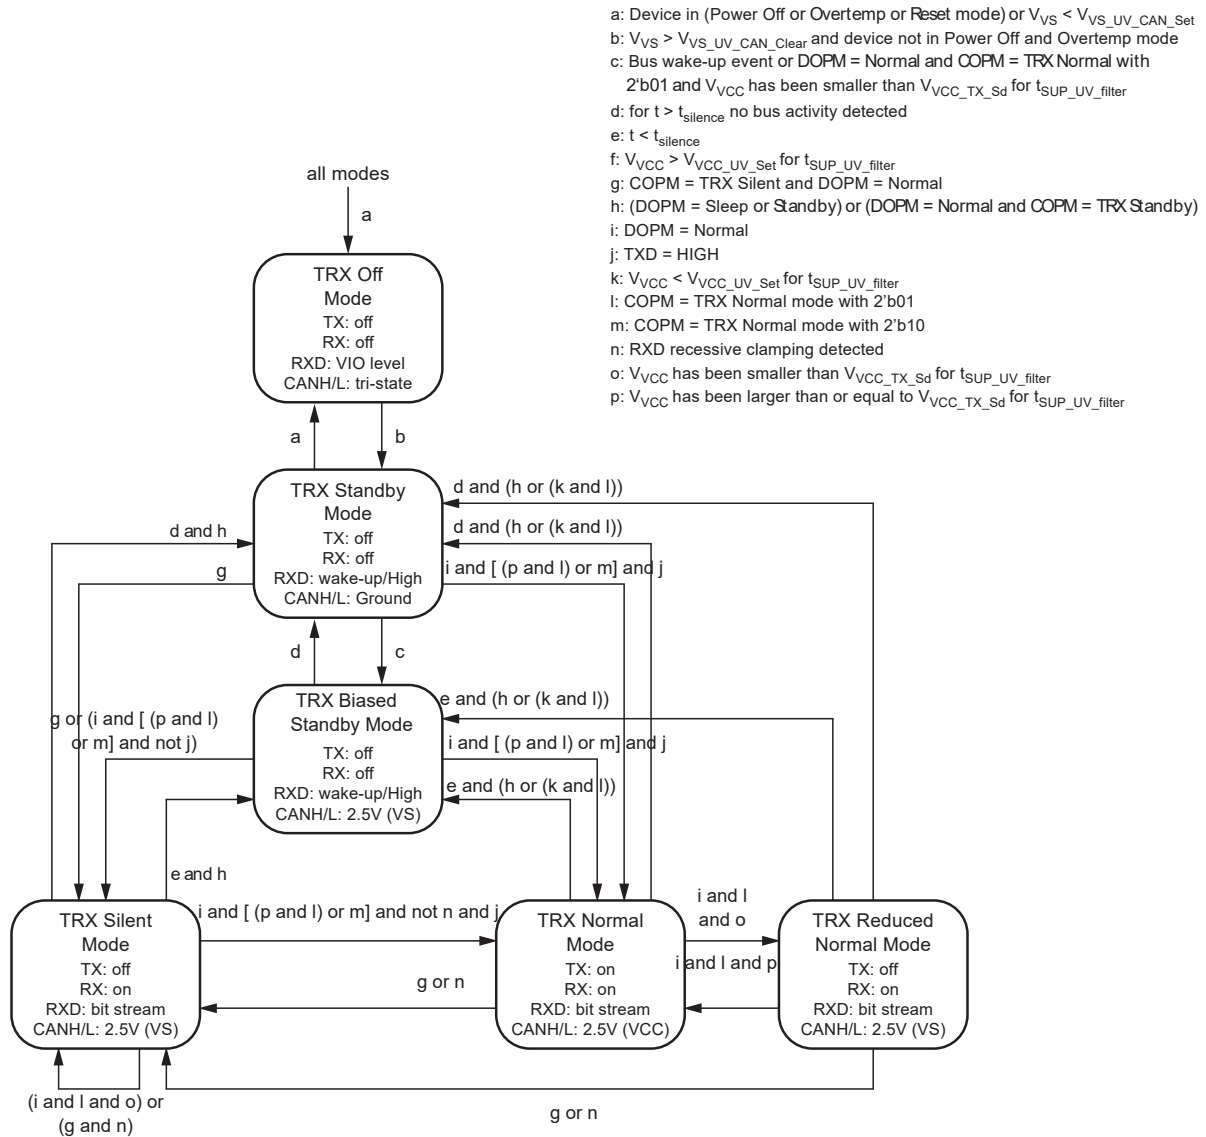 a: Device in (Power Off or Overtemp or Reset mode) or VVS < VVS_UV_CAN_Set
b: VVS > VVS_UV_CAN_Clear and device not in Power Off and Overtemp mode
c: Bus wake-up event or DOPM = Normal and COPM = TRX Normal with
2‘b01 and VVCC has been smaller than VVCC_TX_Sd for tSUP_UV_filter
d: for t > tsilence no bus activity detected
e: t < tsilence
f: VVCC > VVCC_UV_Set for tSUP_UV_filter
g: COPM = TRX Silent and DOPM = Normal
h: (DOPM = Sleep or Standby) or (DOPM = Normal and COPM = TRX Standby)
i: DOPM = Normal
j: TXD = HIGH
k: VVCC < VVCC_UV_Set for tSUP_UV_filter
l: COPM = TRX Normal mode with 2’b01
m: COPM = TRX Normal mode with 2’b10
n: RXD recessive clamping detected
o: VVCC has been smaller than VVCC_TX_Sd for tSUP_UV_filter
p: VVCC has been larger than or equal to VVCC_TX_Sd for tSUP_UV_filter
all modes
a
TRX Off
Mode
TX: off
RX: off
RXD: VIO level
CANH/L: tri-state
a
b
TRX Standby
Mode
TX: off
RX: off
RXD: wake-up/High
CANH/L: Ground
d and (h or (k and l))
d and (h or (k and l))
i and [ (p and l) or m] and j
d and h
g
d
c
TRX Biased
Standby Mode
TX: off
RX: off
RXD: wake-up/High
CANH/L: 2.5V (VS)
e and (h or (k and l))
i and [ (p and l) or m] and j
e and (h or (k and l))
g or (i and [ (p and l)
or m] and not j)
e and h
TRX Silent
Mode
TX: off
RX: on
RXD: bit stream
CANH/L: 2.5V (VS)
i and [ (p and l) or m] and not n and j
g or n
TRX Normal
Mode
TX: on
RX: on
RXD: bit stream
CANH/L: 2.5V (VCC)
i and l
and o
i and l and p
TRX Reduced
Normal Mode
TX: off
RX: on
RXD: bit stream
CANH/L: 2.5V (VS)
(i and l and o) or
(g and n)
g or n